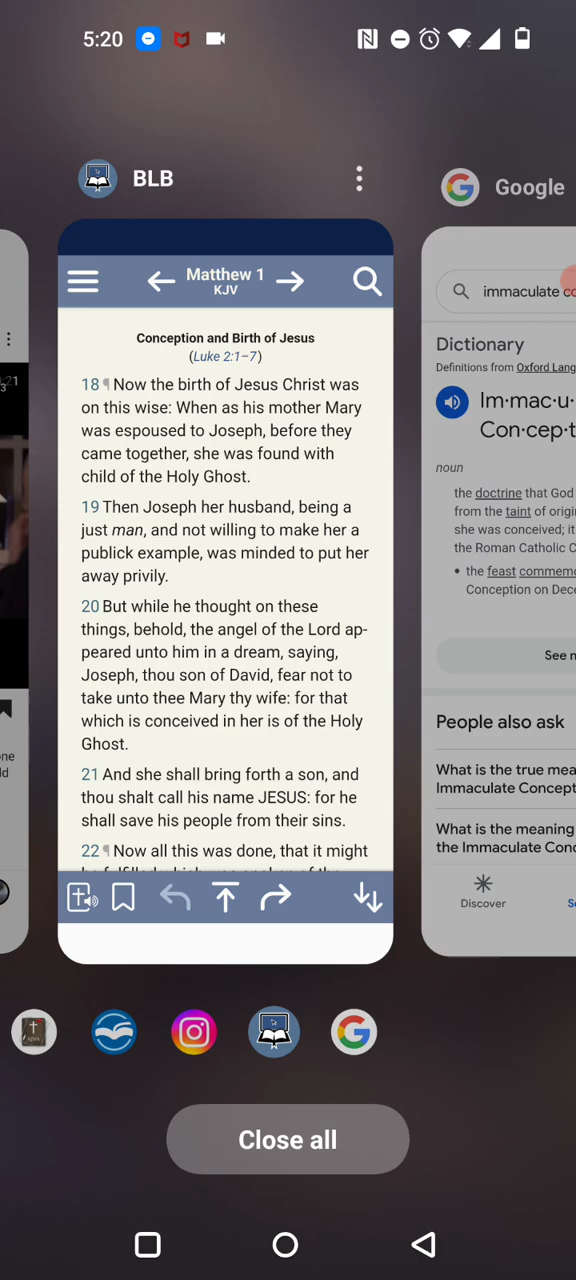 5:20
BLB
Google
Matthew 1
KJV
Conception and Birth of Jesus
(Luke 2:1–7)
18 ¶ Now the birth of Jesus Christ was
on this wise: When as his mother Mary
was espoused to Joseph, before they
came together, she was found with
child of the Holy Ghost.
19 Then Joseph her husband, being a
just man, and not willing to make her a
publick example, was minded to put her
away privily.
20 But while he thought on these
things, behold, the angel of the Lord ap-
peared unto him in a dream, saying,
Joseph, thou son of David, fear not to
take unto thee Mary thy wife: for that
which is conceived in her is of the Holy
Ghost.
21 And she shall bring forth a son, and
thou shalt call his name JESUS: for he
shall save his people from their sins.
22 ¶ Now all this was done, that it might
immaculate co
Dictionary
Definitions from Oxford Lang
Im·mac·u·
Con·cep·t
noun
the doctrine that God
from the taint of origin
she was conceived; it
the Roman Catholic C
• the feast commemo
Conception on Dec
See m
People also ask
What is the true mea
Immaculate Concept
What is the meaning
the Immaculate Conc
Discover
Se
Close all